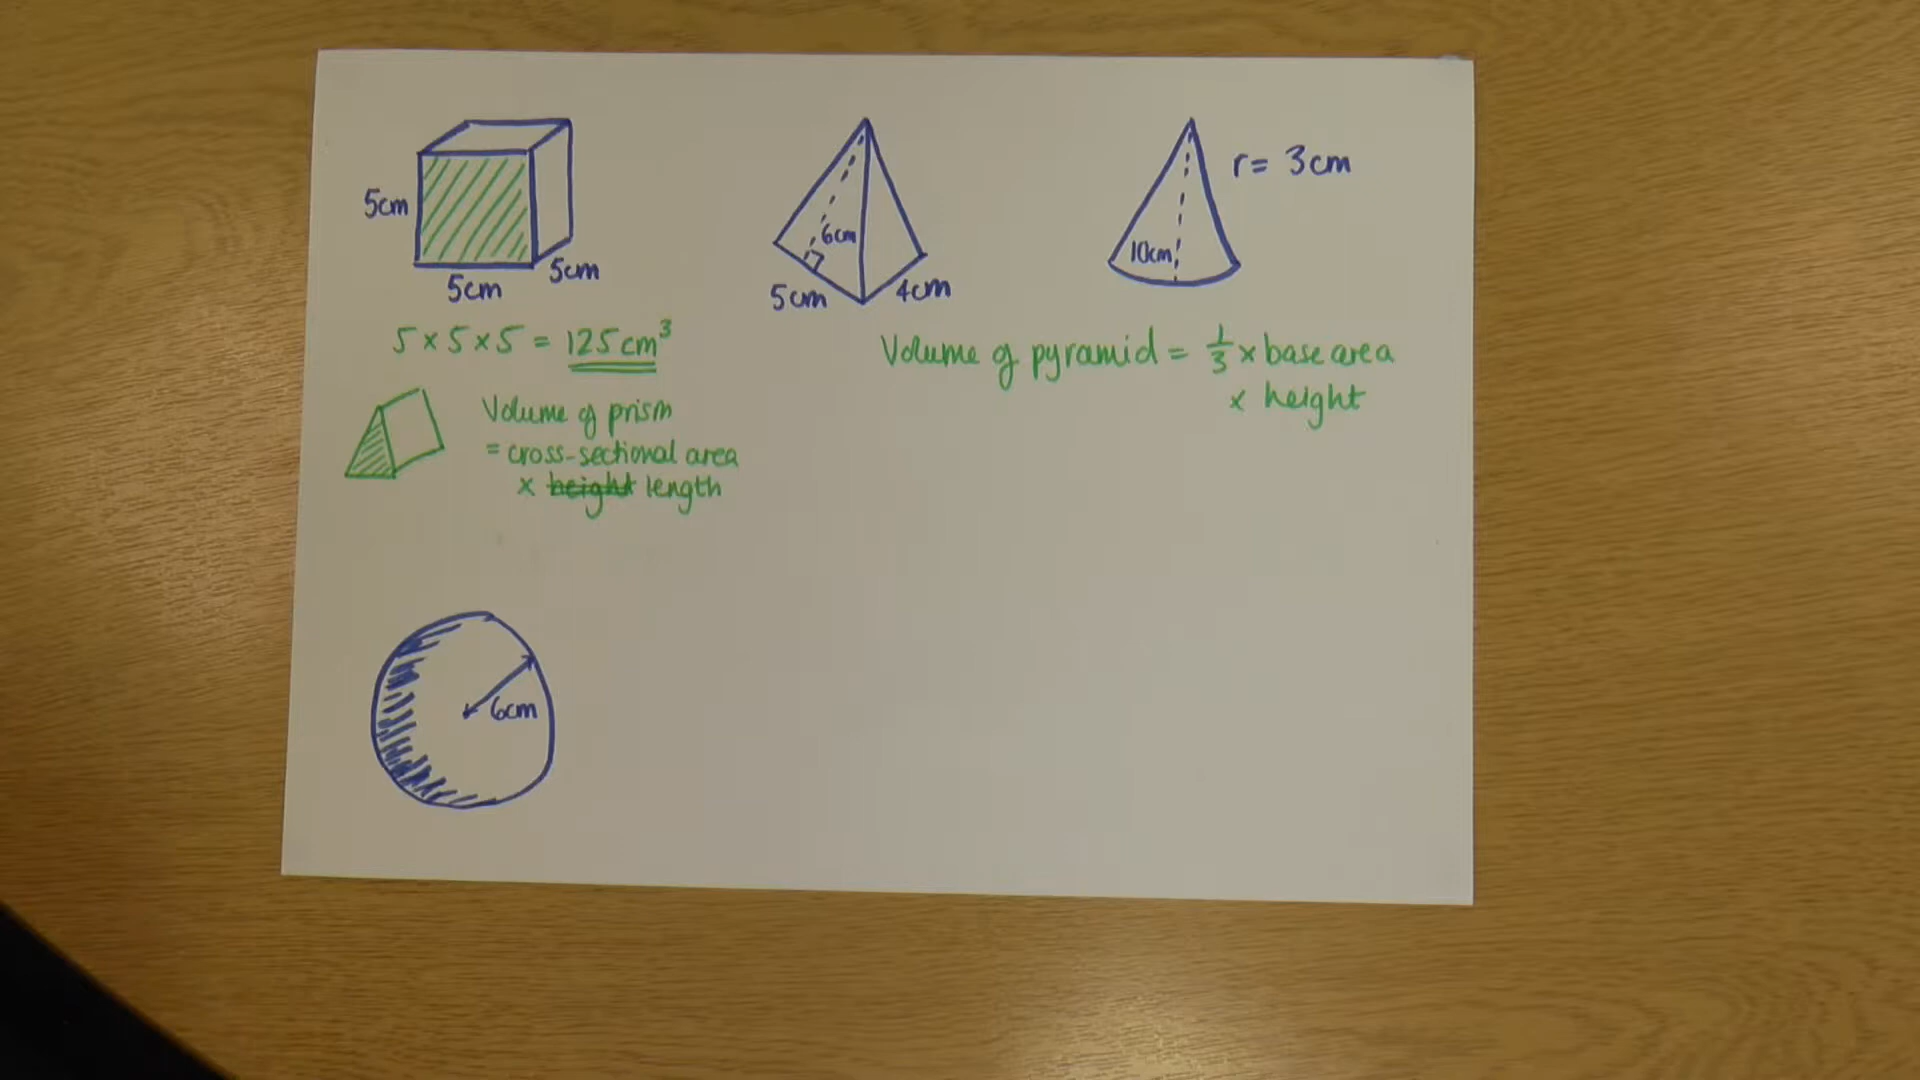 5cm
5cm
5cm
5 × 5 × 5 = 125cm³
Volume of prism
= cross-sectional area
× height length
6cm
5cm
4cm
r = 3cm
10cm
Volume of pyramid = 1/3 × base area
× height
6cm